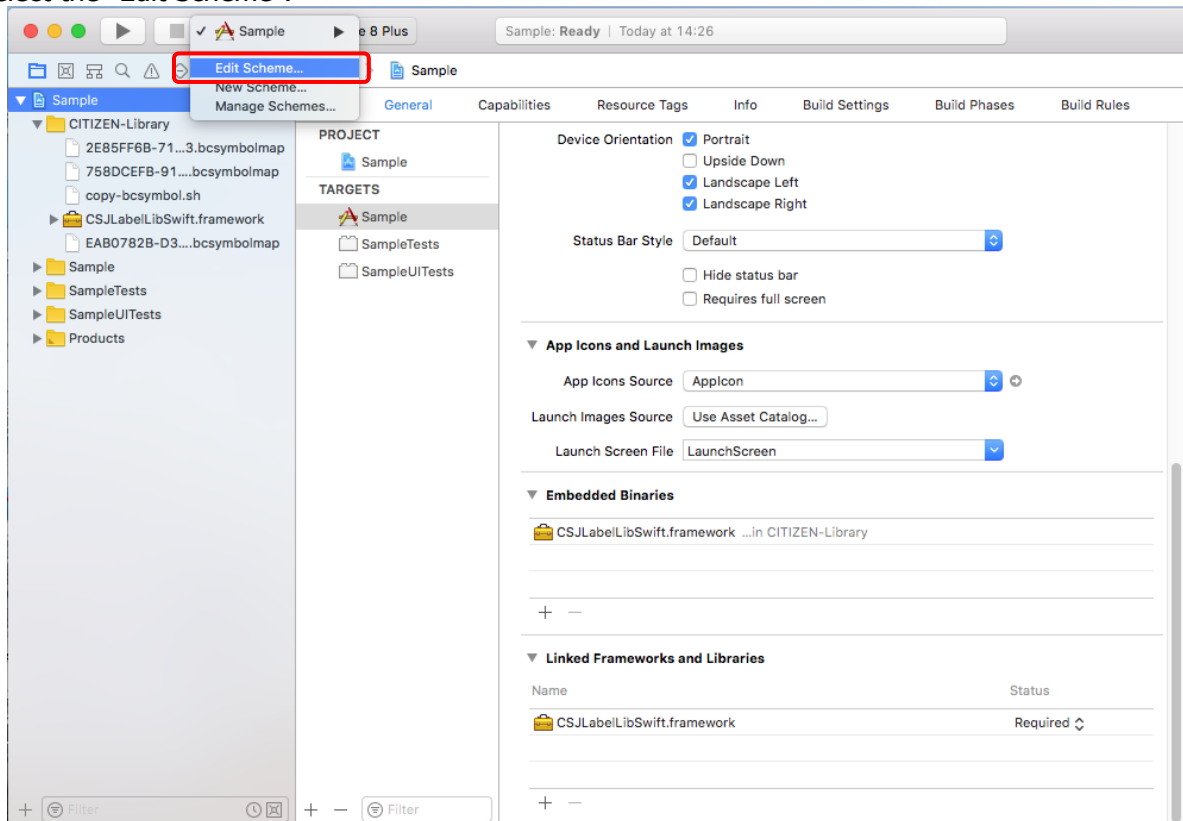 Sample
e 8 Plus
Sample: Ready | Today at 14:26
Edit Scheme...
New Scheme...
Manage Schemes...
Sample
General
Capabilities
Resource Tags
Info
Build Settings
Build Phases
Build Rules
Sample
CITIZEN-Library
2E85FF6B-71...3.bcsymbolmap
758DCEFB-91....bcsymbolmap
copy-bcsymbol.sh
CSJLabelLibSwift.framework
EAB0782B-D3....bcsymbolmap
Sample
SampleTests
SampleUITests
Products
Filter
PROJECT
Sample
TARGETS
Sample
SampleTests
SampleUITests
Filter
Device Orientation
Portrait
Upside Down
Landscape Left
Landscape Right
Status Bar Style
Default
Hide status bar
Requires full screen
App Icons and Launch Images
App Icons Source
AppIcon
Launch Images Source
Use Asset Catalog...
Launch Screen File
LaunchScreen
Embedded Binaries
CSJLabelLibSwift.framework ...in CITIZEN-Library
Linked Frameworks and Libraries
Name
Status
CSJLabelLibSwift.framework
Required